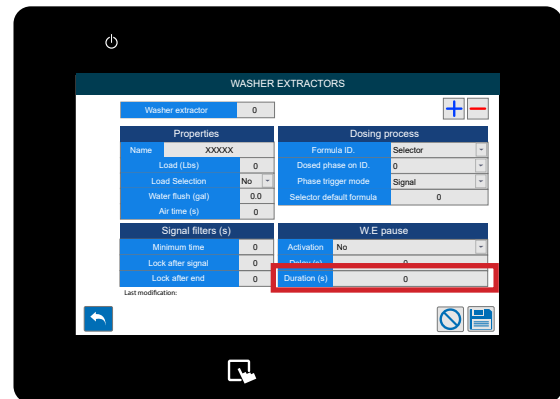 WASHER EXTRACTORS
Washer extractor 0
Properties
Name XXXXX
Load (Lbs) 0
Load Selection No
Water flush (gal) 0.0
Air time (s) 0
Dosing process
Formula ID. Selector
Dosed phase on ID. 0
Phase trigger mode Signal
Selector default formula 0
Signal filters (s)
Minimum time 0
Lock after signal 0
Lock after end 0
W.E pause
Activation No
Delay (s) 0
Duration (s) 0
Last modification: